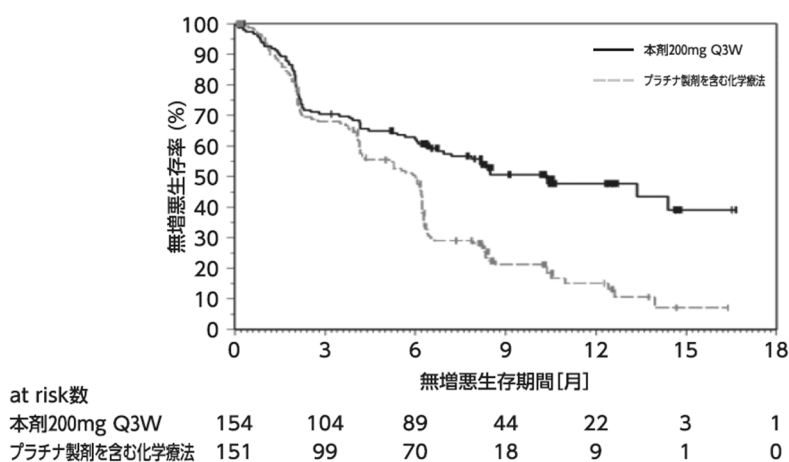 100
90
80
70
60
50
40
30
20
10
0
無増悪生存率 (%)
本剤200mg Q3W
プラチナ製剤を含む化学療法
0 3 6 9 12 15 18
無増悪生存期間[月]
at risk数
本剤200mg Q3W 154 104 89 44 22 3 1
プラチナ製剤を含む化学療法 151 99 70 18 9 1 0